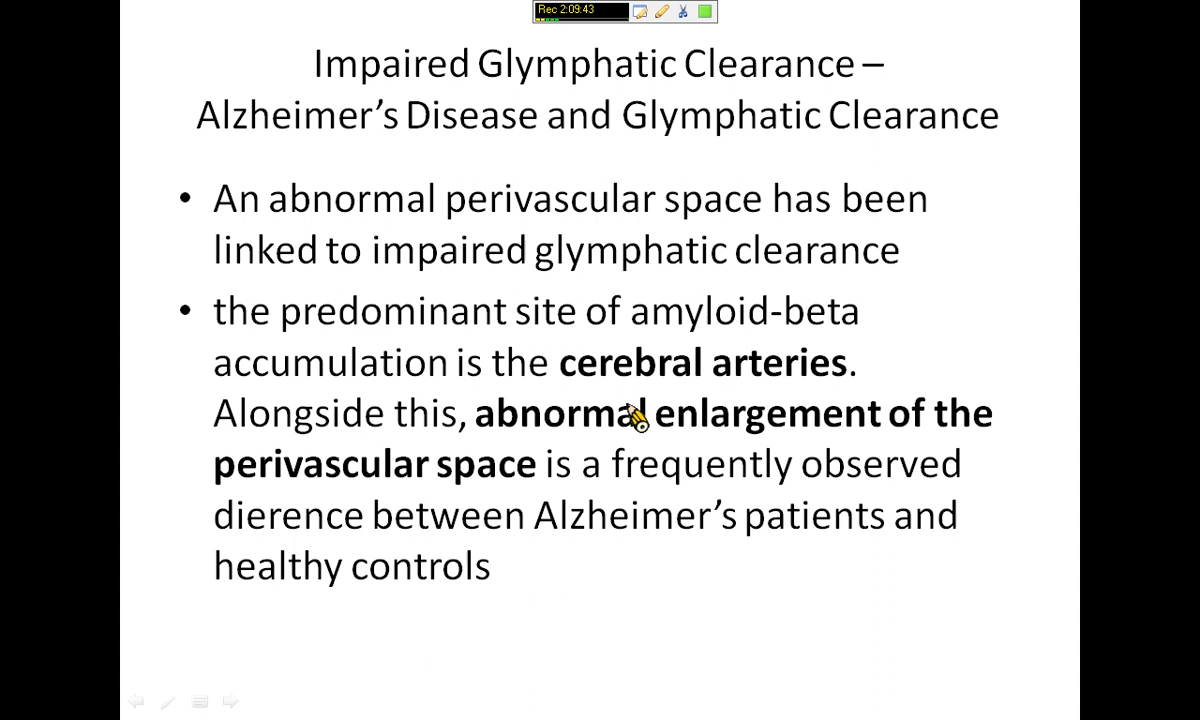 Rec 2:09:43
Impaired Glymphatic Clearance –
Alzheimer’s Disease and Glymphatic Clearance
• An abnormal perivascular space has been
linked to impaired glymphatic clearance
• the predominant site of amyloid-beta
accumulation is the cerebral arteries.
Alongside this, abnormal enlargement of the
perivascular space is a frequently observed
dierence between Alzheimer’s patients and
healthy controls